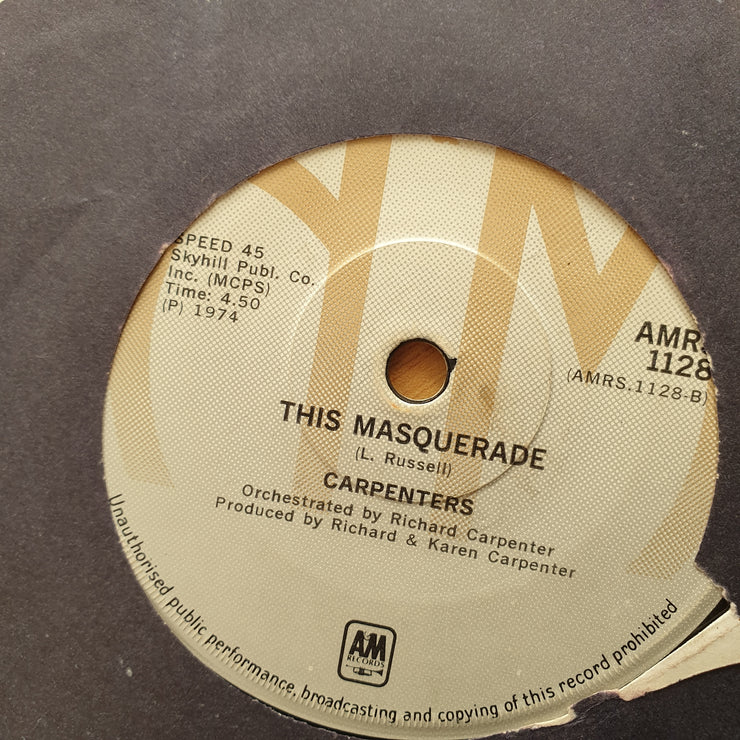 SPEED 45
Skyhill Publ. Co.
Inc. (MCPS)
Time: 4.50
(P) 1974
AMR.
1128
(AMRS.1128-B)
THIS MASQUERADE
(L. Russell)
CARPENTERS
Orchestrated by Richard Carpenter
Produced by Richard & Karen Carpenter
A&M
RECORDS
Unauthorised public performance, broadcasting and copying of this record prohibited